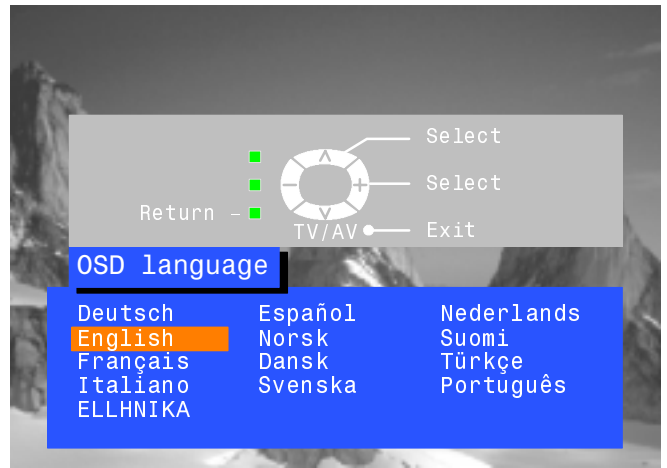 Select
Select
Return –
TV/AV
Exit
OSD language
Deutsch Español Nederlands
English Norsk Suomi
Français Dansk Türkçe
Italiano Svenska Português
ELLHNIKA